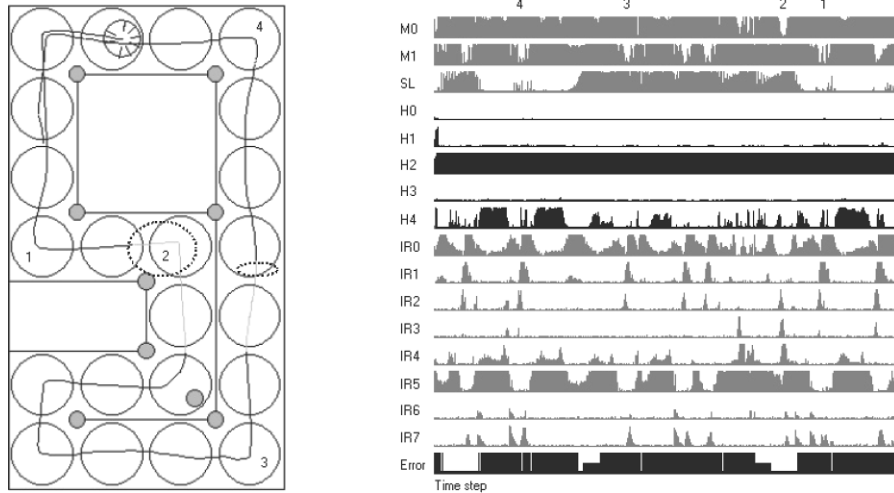 4
1
2
3
4 3 2 1
M0
M1
SL
H0
H1
H2
H3
H4
IR0
IR1
IR2
IR3
IR4
IR5
IR6
IR7
Error
Time step